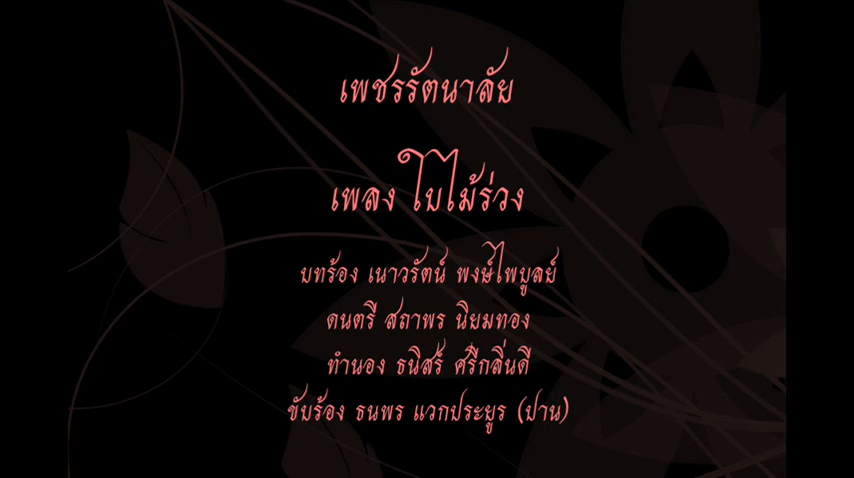 เพชรรัตนาลัย
เพลง ใบไม้ร่วง
บทร้อง เนาวรัตน์ พงษ์ไพบูลย์
ดนตรี สถาพร นิยมทอง
ทำนอง ธนิสร์ ศรีกลิ่นดี
ขับร้อง ธนพร แวกประยูร (ปาน)